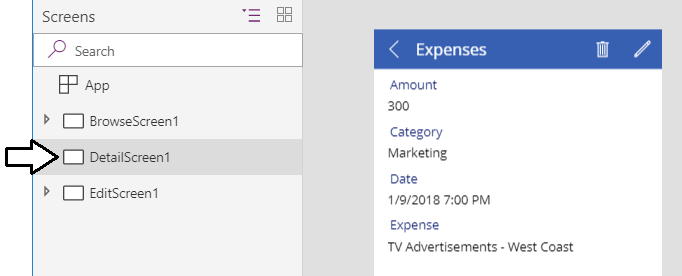 Screens
Search
App
BrowseScreen1
DetailScreen1
EditScreen1
Expenses
Amount
300
Category
Marketing
Date
1/9/2018 7:00 PM
Expense
TV Advertisements - West Coast